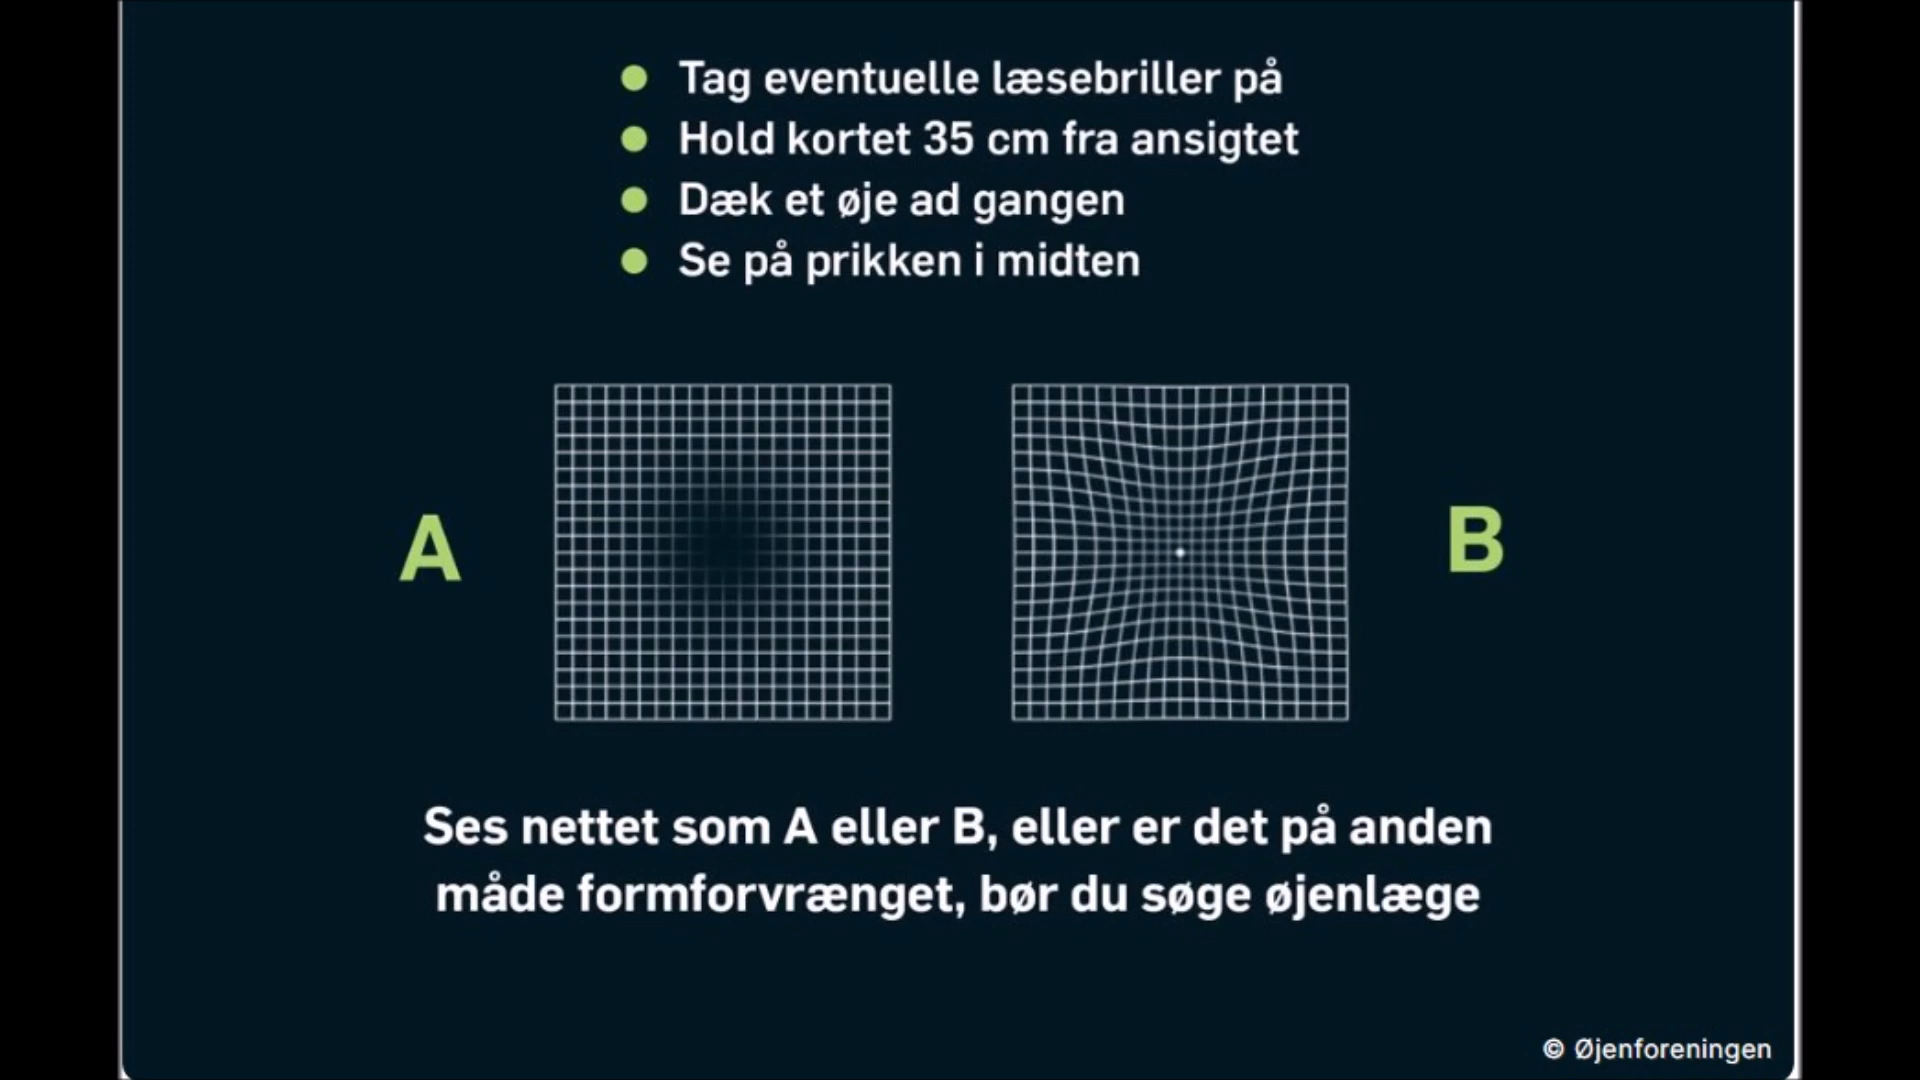 Tag eventuelle læsebriller på
Hold kortet 35 cm fra ansigtet
Dæk et øje ad gangen
Se på prikken i midten
A
B
Ses nettet som A eller B, eller er det på anden
måde formforvrænget, bør du søge øjenlæge
© Øjenforeningen